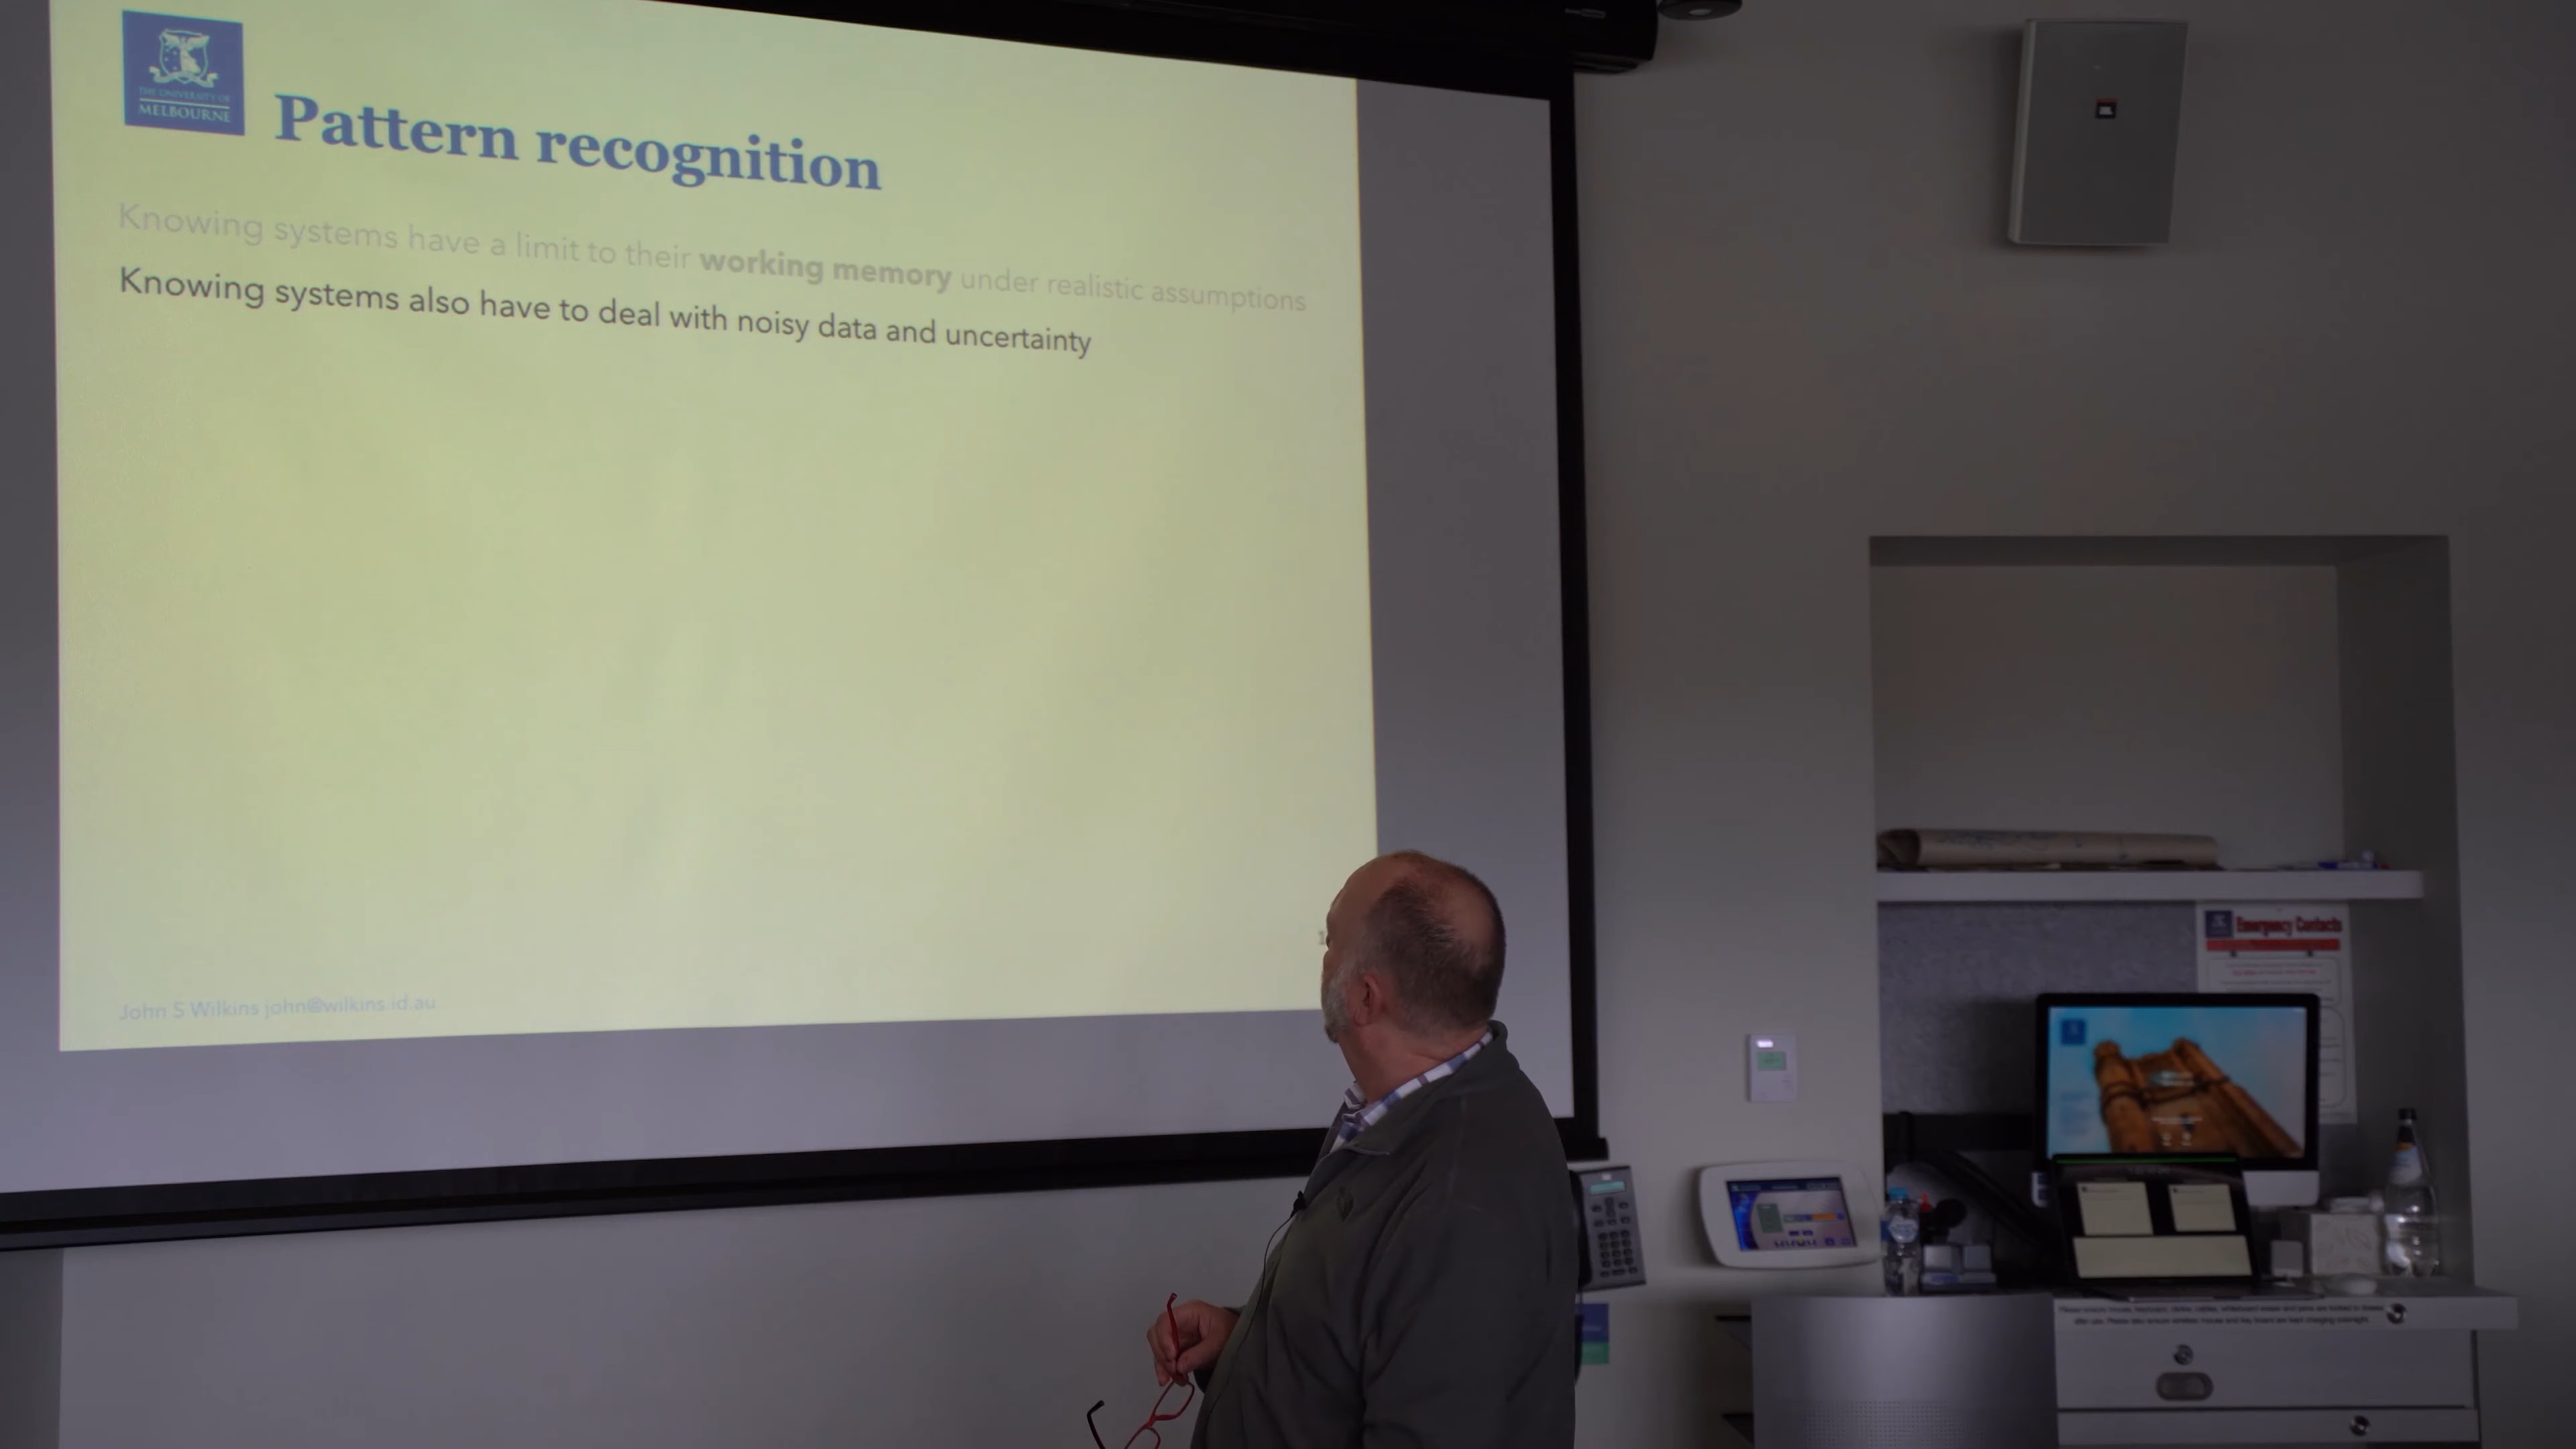 THE UNIVERSITY OF
MELBOURNE
Pattern recognition
Knowing systems have a limit to their working memory under realistic assumptions
Knowing systems also have to deal with noisy data and uncertainty
John S Wilkins john@wilkins.id.au
Emergency Contacts